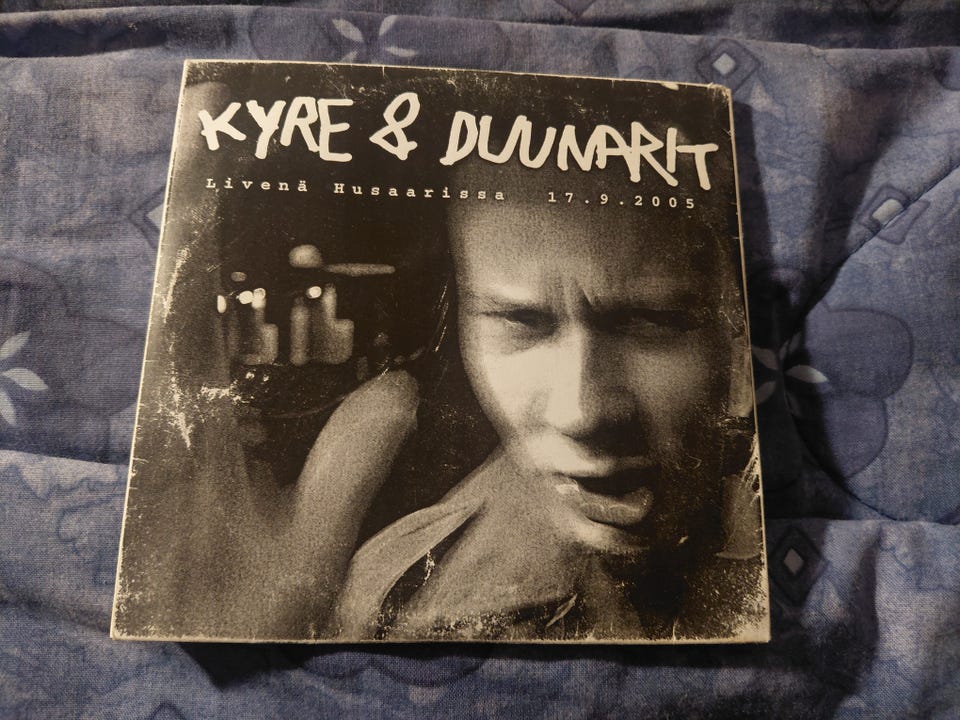 KYRE & DUUNARIT
Livenä Husaarissa 17.9.2005